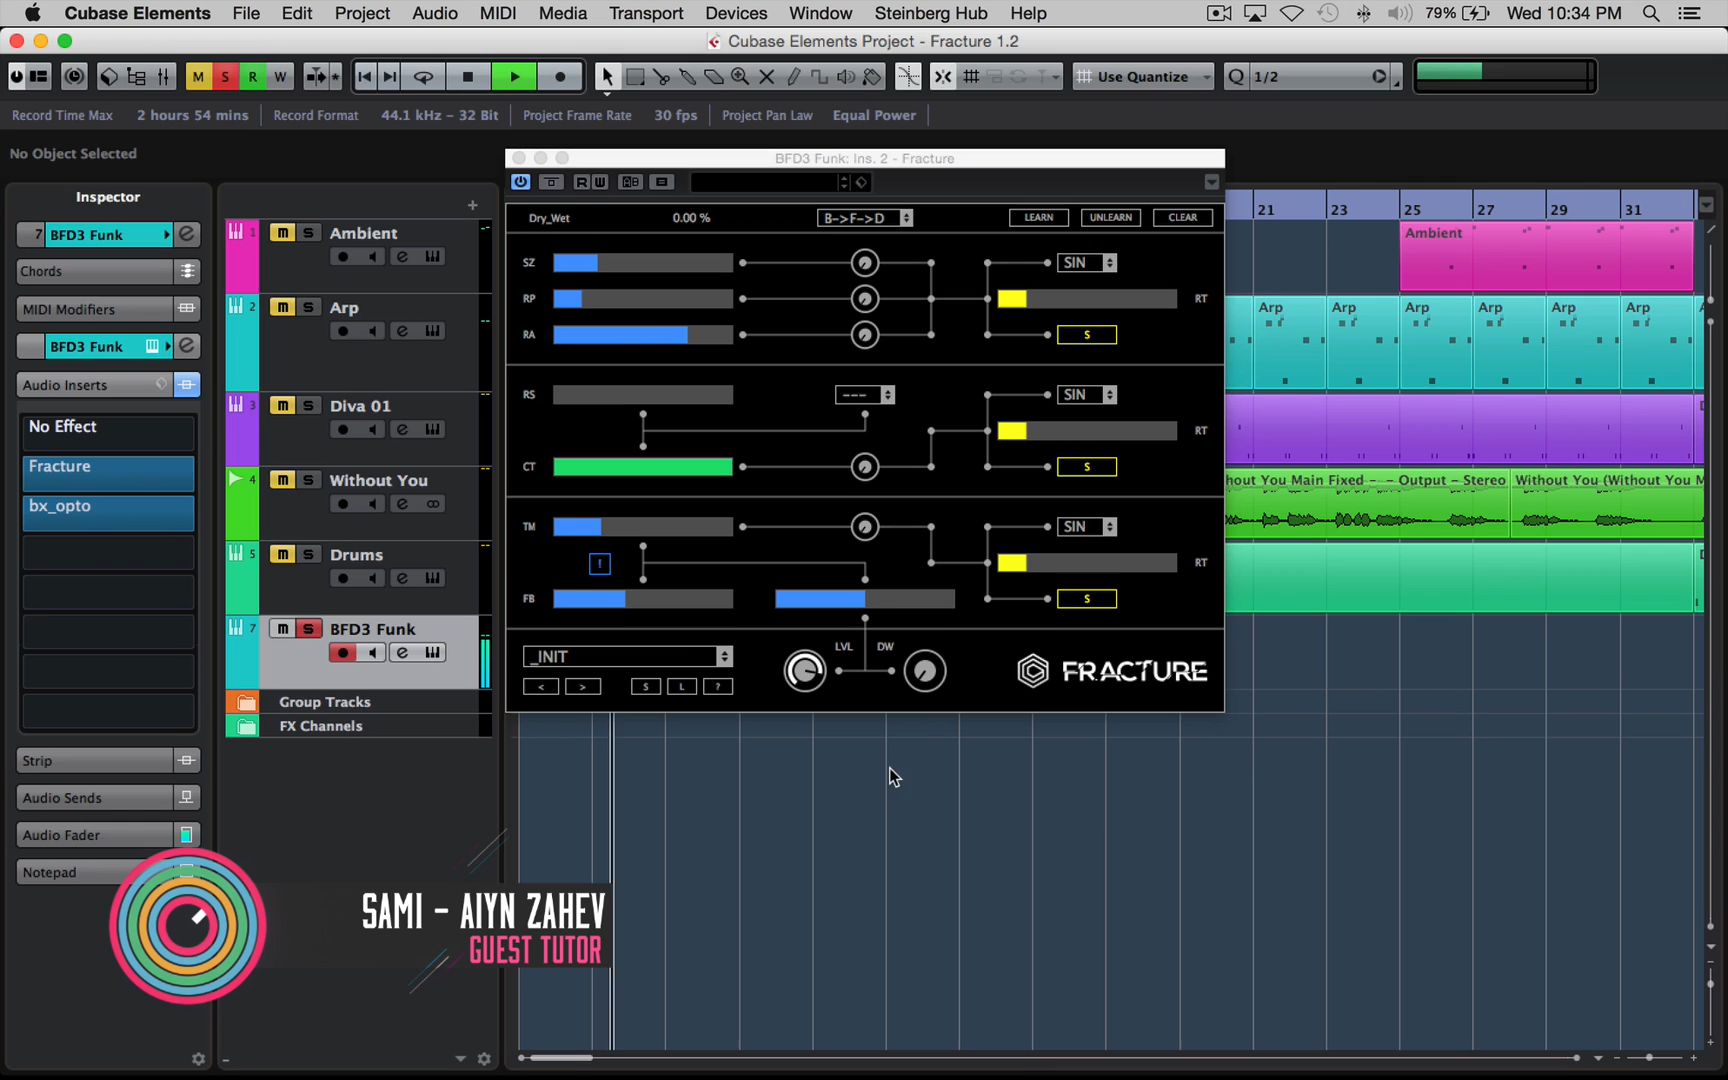 Cubase Elements File Edit Project Audio MIDI Media Transport Devices Window Steinberg Hub Help 79% Wed 10:34 PM
Cubase Elements Project - Fracture 1.2
M S R W Use Quantize Q 1/2
Record Time Max 2 hours 54 mins Record Format 44.1 kHz - 32 Bit Project Frame Rate 30 fps Project Pan Law Equal Power
No Object Selected
BFD3 Funk: Ins. 2 - Fracture
Inspector
7 BFD3 Funk
Chords
MIDI Modifiers
BFD3 Funk
Audio Inserts
No Effect
Fracture
bx_opto
Strip
Audio Sends
Audio Fader
Notepad
1 m S Ambient
2 m S Arp
3 m S Diva 01
4 m S Without You
5 m S Drums
7 m S BFD3 Funk
Group Tracks
FX Channels
R W
Dry_Wet 0.00 % B->F->D LEARN UNLEARN CLEAR
SZ SIN
RP RT
RA S
RS --- SIN
RT
CT S
TM SIN
! RT
FB S
LVL DW
_INIT
< > S L ?
FRACTURE
21 23 25 27 29 31
Ambient
Arp Arp Arp Arp Arp Arp
hout You Main Fixed - - Output - Stereo Without You (Without You M
SAMI - AIYN ZAHEV
GUEST TUTOR